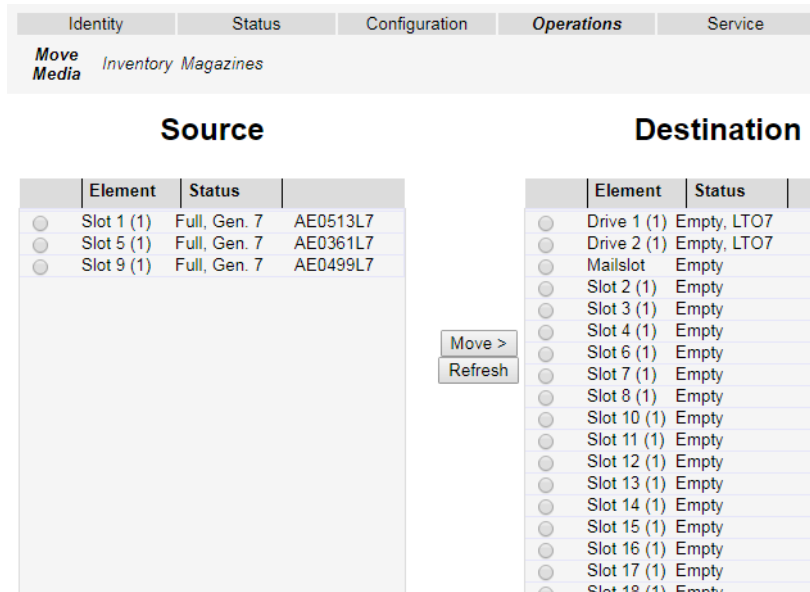 Identity Status Configuration Operations Service
Move Media Inventory Magazines
Source
Element Status
Slot 1 (1) Full, Gen. 7 AE0513L7
Slot 5 (1) Full, Gen. 7 AE0361L7
Slot 9 (1) Full, Gen. 7 AE0499L7
Move >
Refresh
Destination
Element Status
Drive 1 (1) Empty, LTO7
Drive 2 (1) Empty, LTO7
Mailslot Empty
Slot 2 (1) Empty
Slot 3 (1) Empty
Slot 4 (1) Empty
Slot 6 (1) Empty
Slot 7 (1) Empty
Slot 8 (1) Empty
Slot 10 (1) Empty
Slot 11 (1) Empty
Slot 12 (1) Empty
Slot 13 (1) Empty
Slot 14 (1) Empty
Slot 15 (1) Empty
Slot 16 (1) Empty
Slot 17 (1) Empty
Slot 18 (1) Empty